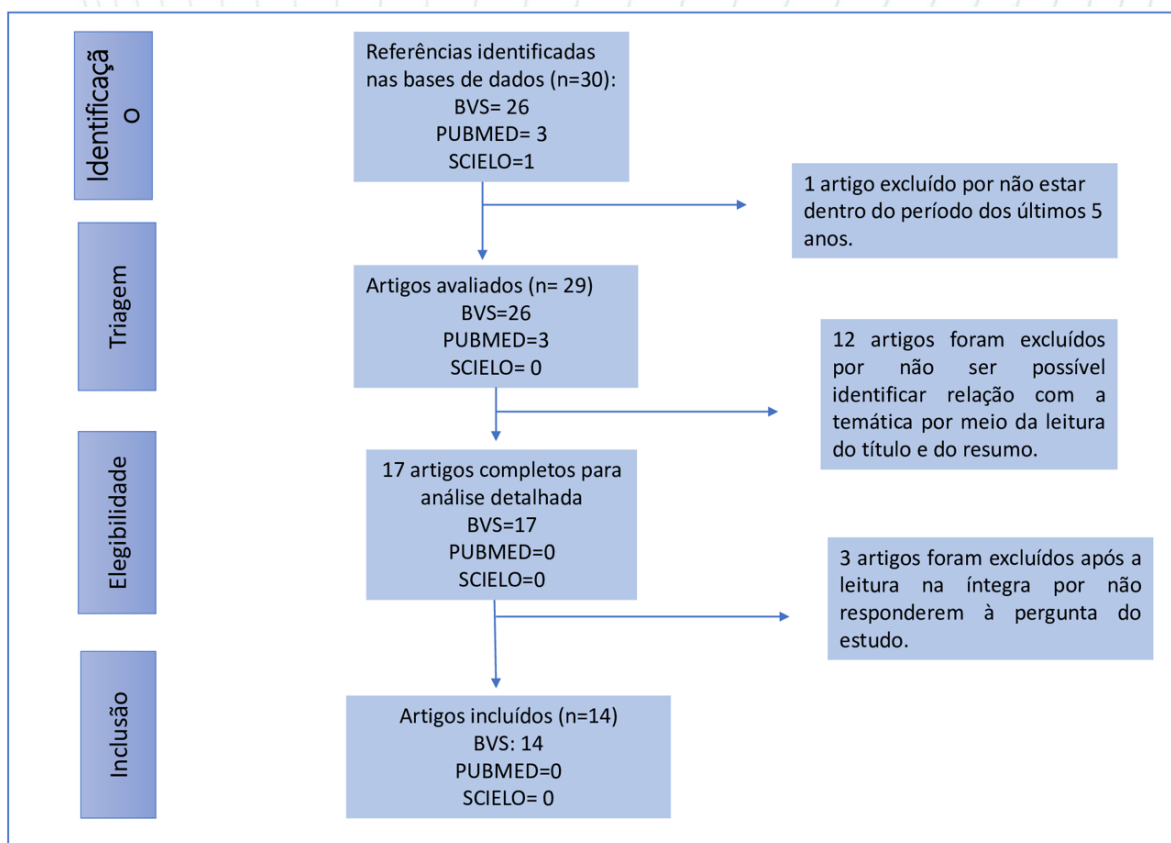 Identificaçã
o
Referências identificadas
nas bases de dados (n=30):
BVS= 26
PUBMED= 3
SCIELO=1
1 artigo excluído por não estar
dentro do período dos últimos 5
anos.
Triagem
Artigos avaliados (n= 29)
BVS=26
PUBMED=3
SCIELO= 0
12 artigos foram excluídos
por não ser possível
identificar relação com a
temática por meio da leitura
do título e do resumo.
Elegibilidade
17 artigos completos para
análise detalhada
BVS=17
PUBMED=0
SCIELO=0
3 artigos foram excluídos após a
leitura na íntegra por não
responderem à pergunta do
estudo.
Inclusão
Artigos incluídos (n=14)
BVS: 14
PUBMED=0
SCIELO= 0